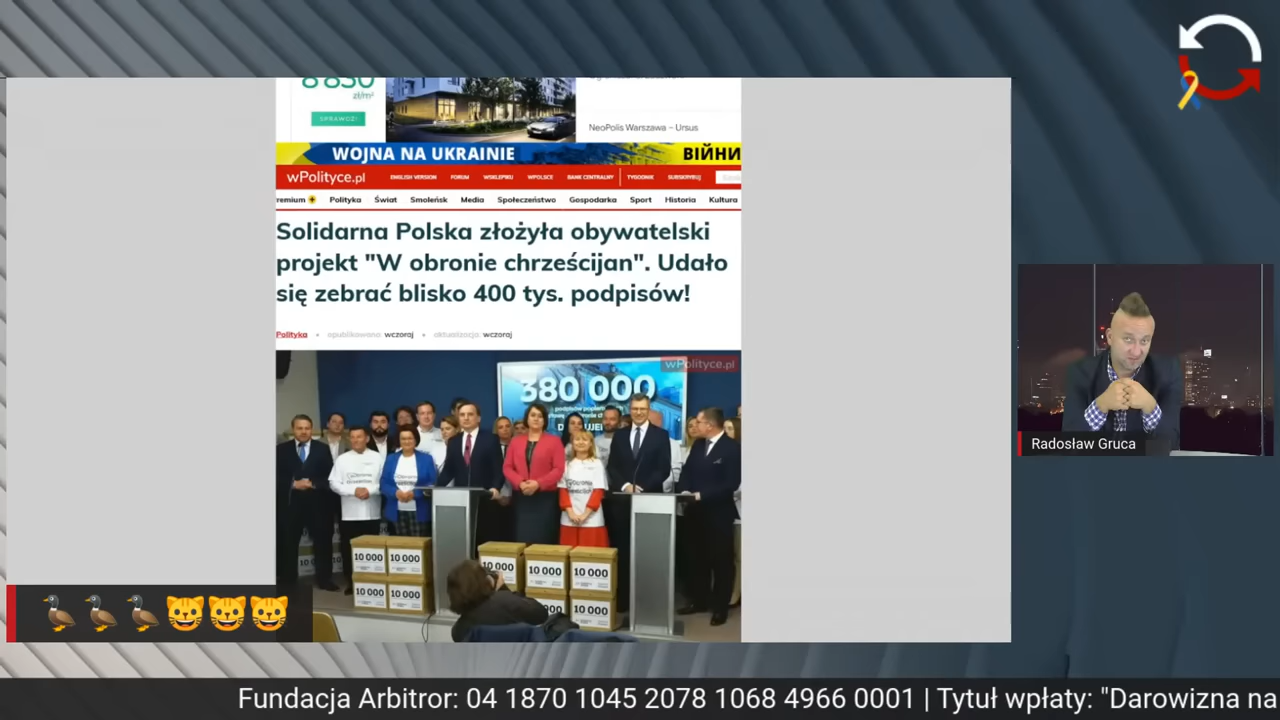 8 850
zł/m²
SPRAWDŹ!
NeoPolis Warszawa – Ursus
WOJNA NA UKRAINIE
ВІЙНИ
wPolityce.pl
ENGLISH VERSION FORUM WSKLEPIKU WPOLSCE BANK CENTRALNY TYGODNIK SUBSKRYBUJ
remium Polityka Świat Smoleńsk Media Społeczeństwo Gospodarka Sport Historia Kultura
Solidarna Polska złożyła obywatelski
projekt "W obronie chrześcijan". Udało
się zebrać blisko 400 tys. podpisów!
Polityka • opublikowano: wczoraj • aktualizacja: wczoraj
wPolityce.pl
380 000
10 000 10 000
10 000 10 000
10 000 10 000 10 000
10 000
Radosław Gruca
Fundacja Arbitror: 04 1870 1045 2078 1068 4966 0001 | Tytuł wpłaty: "Darowizna na